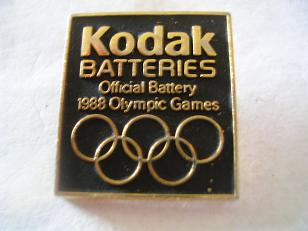 Kodak
BATTERIES
Official Battery
1988 Olympic Games